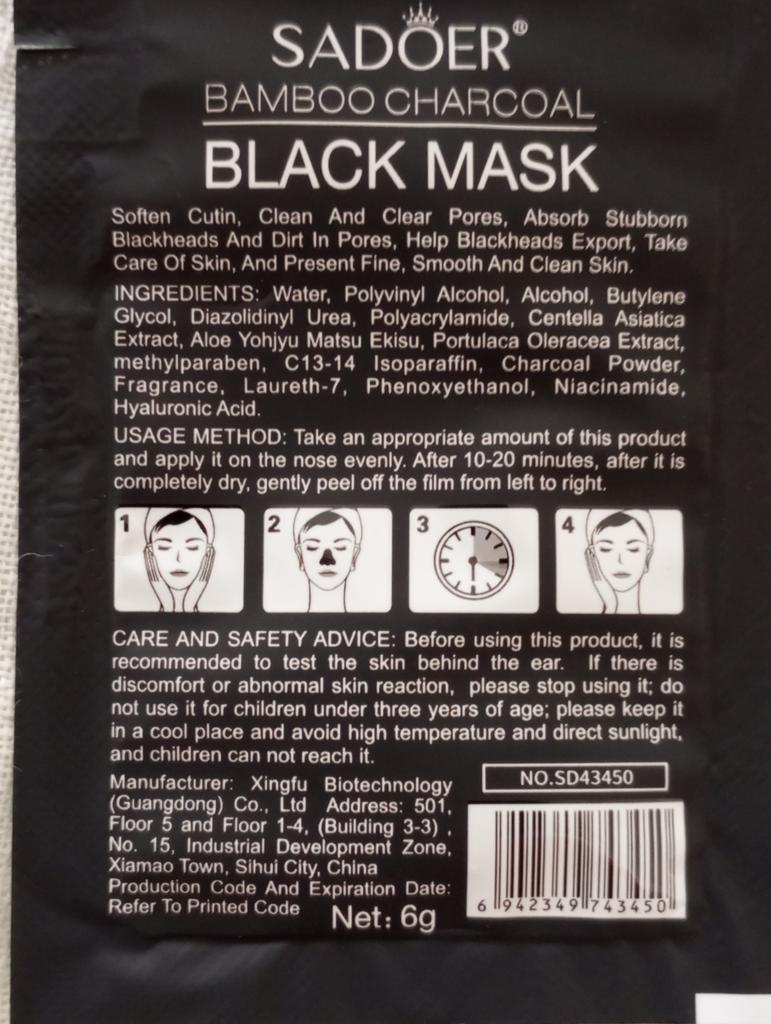 SADOER®
BAMBOO CHARCOAL
BLACK MASK
Soften Cutin, Clean And Clear Pores, Absorb Stubborn
Blackheads And Dirt In Pores, Help Blackheads Export, Take
Care Of Skin, And Present Fine, Smooth And Clean Skin.
INGREDIENTS: Water, Polyvinyl Alcohol, Alcohol, Butylene
Glycol, Diazolidinyl Urea, Polyacrylamide, Centella Asiatica
Extract, Aloe Yohjyu Matsu Ekisu, Portulaca Oleracea Extract,
methylparaben, C13-14 Isoparaffin, Charcoal Powder,
Fragrance, Laureth-7, Phenoxyethanol, Niacinamide,
Hyaluronic Acid.
USAGE METHOD: Take an appropriate amount of this product
and apply it on the nose evenly. After 10-20 minutes, after it is
completely dry, gently peel off the film from left to right.
1 2 3 4
CARE AND SAFETY ADVICE: Before using this product, it is
recommended to test the skin behind the ear. If there is
discomfort or abnormal skin reaction, please stop using it; do
not use it for children under three years of age; please keep it
in a cool place and avoid high temperature and direct sunlight,
and children can not reach it.
Manufacturer: Xingfu Biotechnology
(Guangdong) Co., Ltd Address: 501,
Floor 5 and Floor 1-4, (Building 3-3) ,
No. 15, Industrial Development Zone,
Xiamao Town, Sihui City, China
Production Code And Expiration Date:
Refer To Printed Code
Net: 6g
NO.SD43450
6 942349 743450